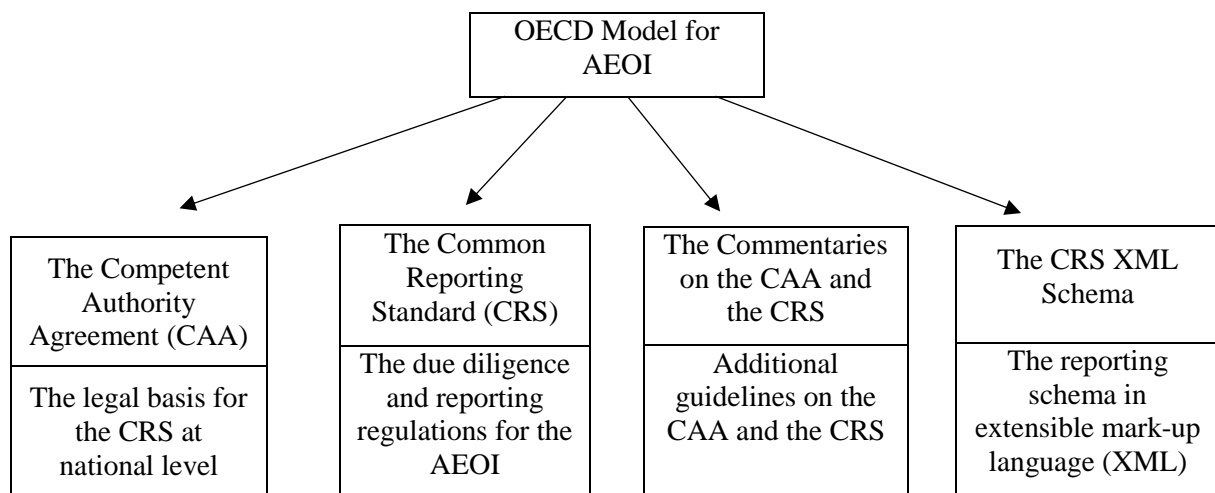 OECD Model for
AEOI
The Competent
Authority
Agreement (CAA)
The legal basis for
the CRS at
national level
The Common
Reporting
Standard (CRS)
The due diligence
and reporting
regulations for the
AEOI
The Commentaries
on the CAA and
the CRS
Additional
guidelines on the
CAA and the CRS
The CRS XML
Schema
The reporting
schema in
extensible mark-up
language (XML)